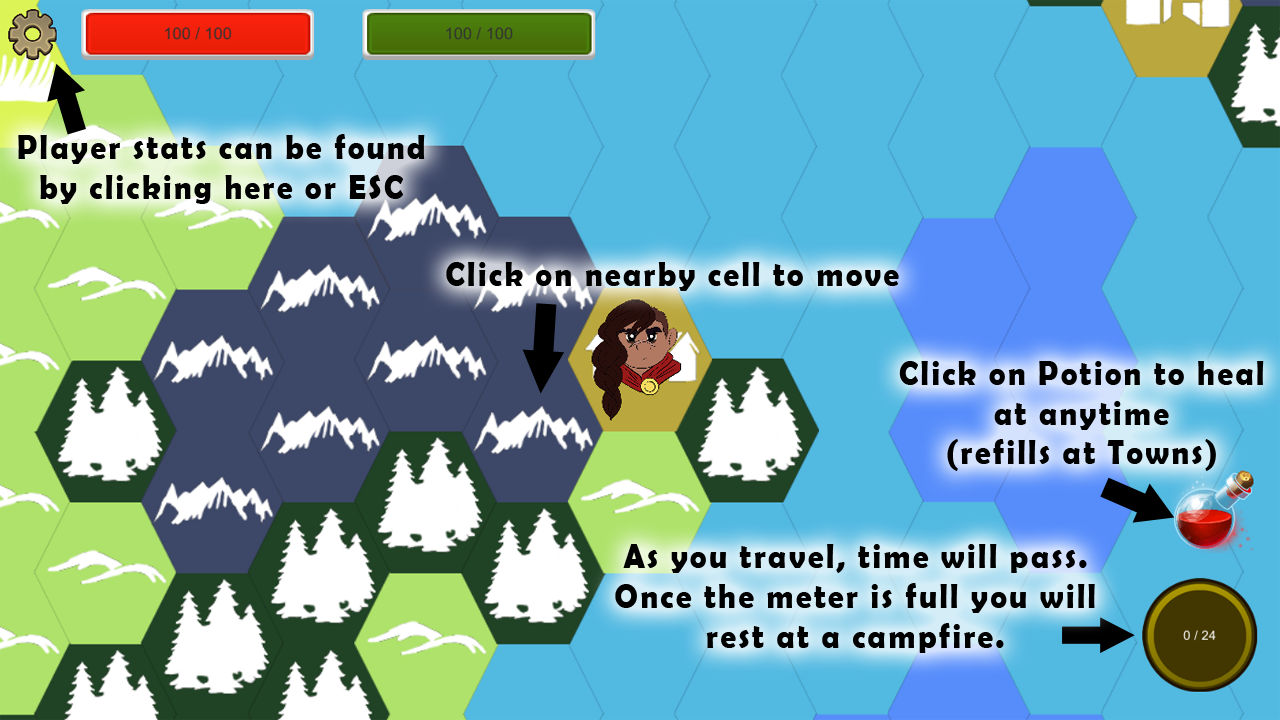 100 / 100
100 / 100
Player stats can be found
by clicking here or ESC
Click on nearby cell to move
Click on Potion to heal
at anytime
(refills at Towns)
As you travel, time will pass.
Once the meter is full you will
rest at a campfire.
0 / 24